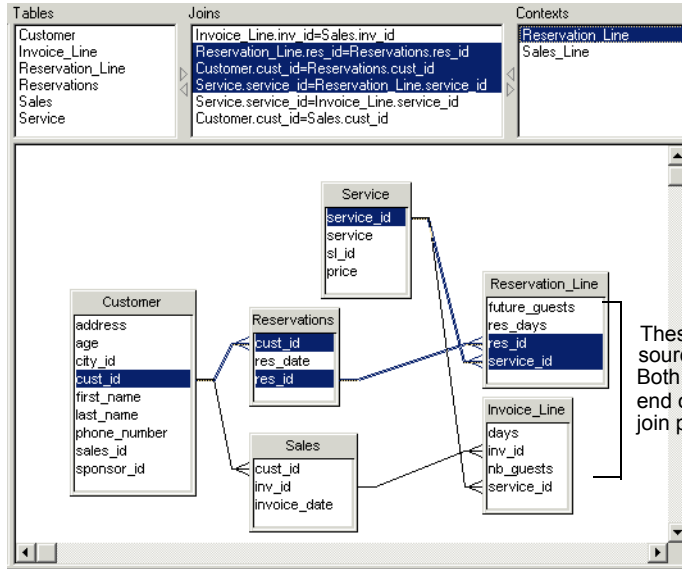 Tables
Joins
Contexts
Customer
Invoice_Line
Reservation_Line
Reservations
Sales
Service
Invoice_Line.inv_id=Sales.inv_id
Reservation_Line.res_id=Reservations.res_id
Customer.cust_id=Reservations.cust_id
Service.service_id=Reservation_Line.service_id
Service.service_id=Invoice_Line.service_id
Customer.cust_id=Sales.cust_id
Reservation_Line
Sales_Line
Service
service_id
service
sl_id
price
Customer
address
age
city_id
cust_id
first_name
last_name
phone_number
sales_id
sponsor_id
Reservations
cust_id
res_date
res_id
Sales
cust_id
inv_id
invoice_date
Reservation_Line
future_guests
res_days
res_id
service_id
Invoice_Line
days
inv_id
nb_guests
service_id
Both
end
join